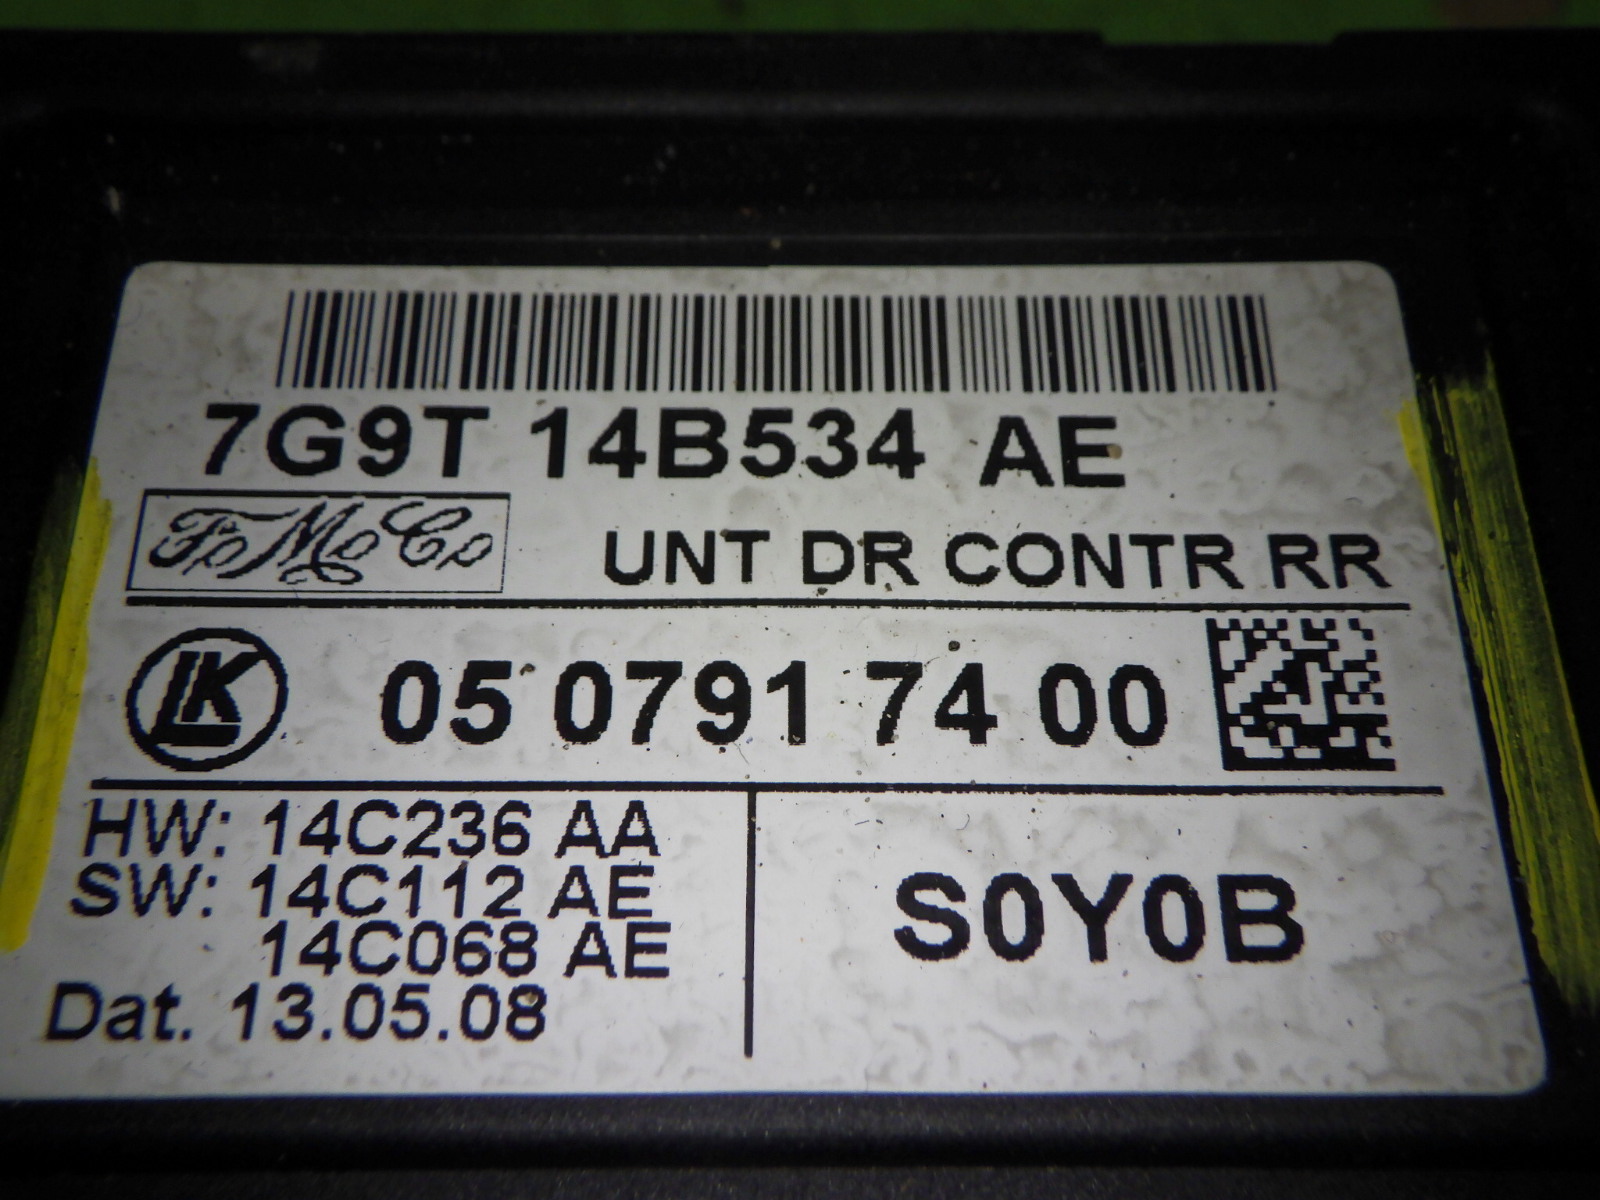 7G9T 14B534 AE
FoMoCo
UNT DR CONTR RR
LK
05 0791 74 00
HW: 14C236 AA
SW: 14C112 AE
14C068 AE
Dat. 13.05.08
S0Y0B